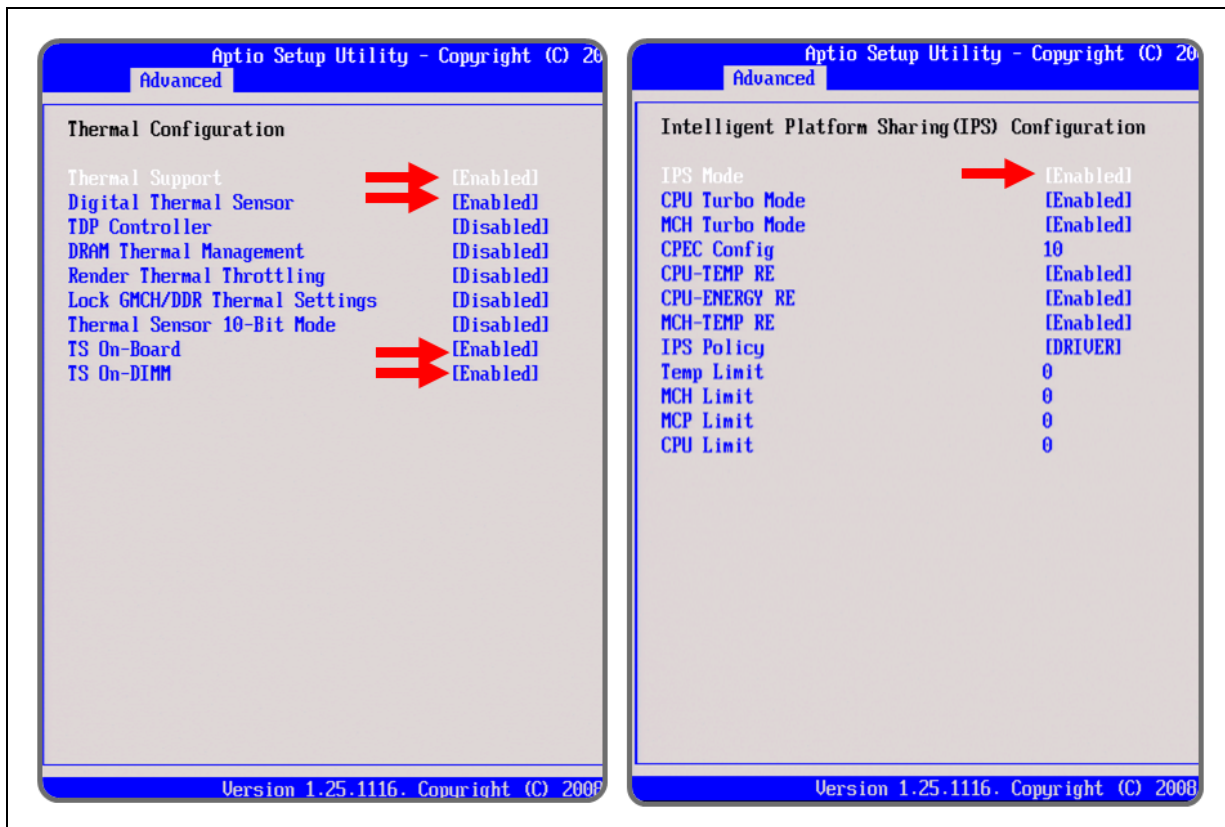 Aptio Setup Utility - Copyright (C) 20
Advanced
Thermal Configuration
Thermal Support [Enabled]
Digital Thermal Sensor [Enabled]
TDP Controller [Disabled]
DRAM Thermal Management [Disabled]
Render Thermal Throttling [Disabled]
Lock GMCH/DDR Thermal Settings [Disabled]
Thermal Sensor 10-Bit Mode [Disabled]
TS On-Board [Enabled]
TS On-DIMM [Enabled]
Version 1.25.1116. Copyright (C) 2008
Aptio Setup Utility - Copyright (C) 20
Advanced
Intelligent Platform Sharing(IPS) Configuration
IPS Mode [Enabled]
CPU Turbo Mode [Enabled]
MCH Turbo Mode [Enabled]
CPEC Config 10
CPU-TEMP RE [Enabled]
CPU-ENERGY RE [Enabled]
MCH-TEMP RE [Enabled]
IPS Policy [DRIVER]
Temp Limit 0
MCH Limit 0
MCP Limit 0
CPU Limit 0
Version 1.25.1116. Copyright (C) 2008